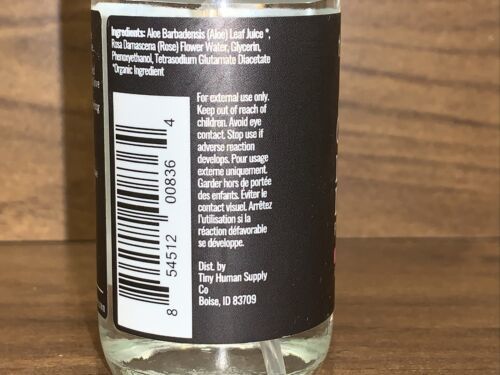 Ingredients: Aloe Barbadensis (Aloe) Leaf Juice *,
Rosa Damascena (Rose) Flower Water, Glycerin,
Phenoxyethanol, Tetrasodium Glutamate Diacetate
*Organic Ingredient
For external use only.
Keep out of reach of
children. Avoid eye
contact. Stop use if
adverse reaction
develops. Pour usage
externe uniquement.
Garder hors de portée
des enfants. Eviter le
contact visuel. Arrêtez
l'utilisation si la
réaction défavorable
se développe.
Dist. by
Tiny Human Supply
Co
Boise, ID 83709
8 54512 00836 4